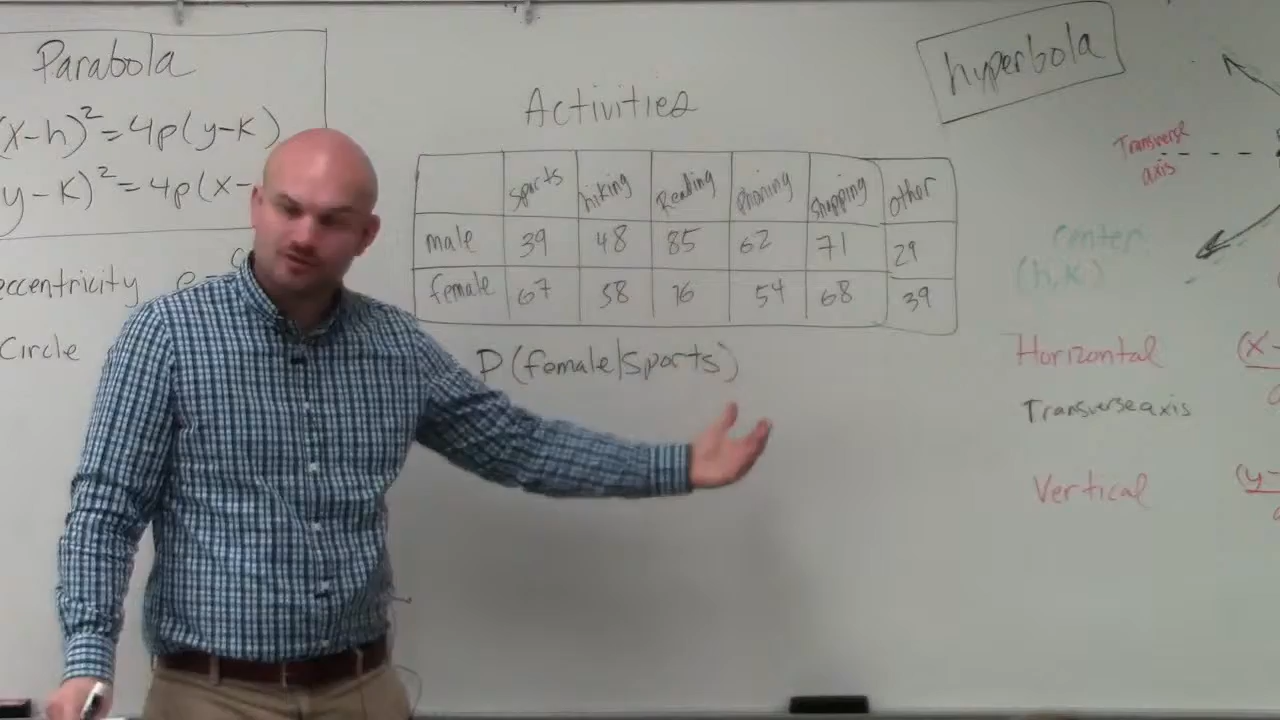 Parabola
(x-h)²=4p(y-k)
y-k)²=4p(x-
eccentricity e
Circle
Activities
sports hiking Reading Phoning Shopping other
male 39 48 85 62 71 29
female 67 58 76 54 68 39
P(female|sports)
hyperbola
Transverse
axis
center
(h,k)
Horizontal (x-
Transverse axis
Vertical (y-